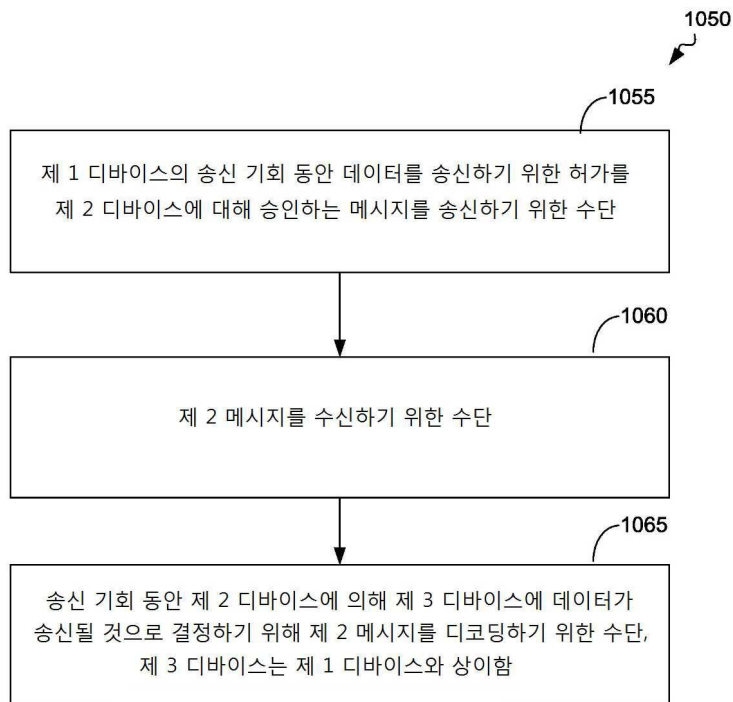 1050
1055
제 1 디바이스의 송신 기회 동안 데이터를 송신하기 위한 허가를
제 2 디바이스에 대해 승인하는 메시지를 송신하기 위한 수단
1060
제 2 메시지를 수신하기 위한 수단
1065
송신 기회 동안 제 2 디바이스에 의해 제 3 디바이스에 데이터가
송신될 것으로 결정하기 위해 제 2 메시지를 디코딩하기 위한 수단,
제 3 디바이스는 제 1 디바이스와 상이함